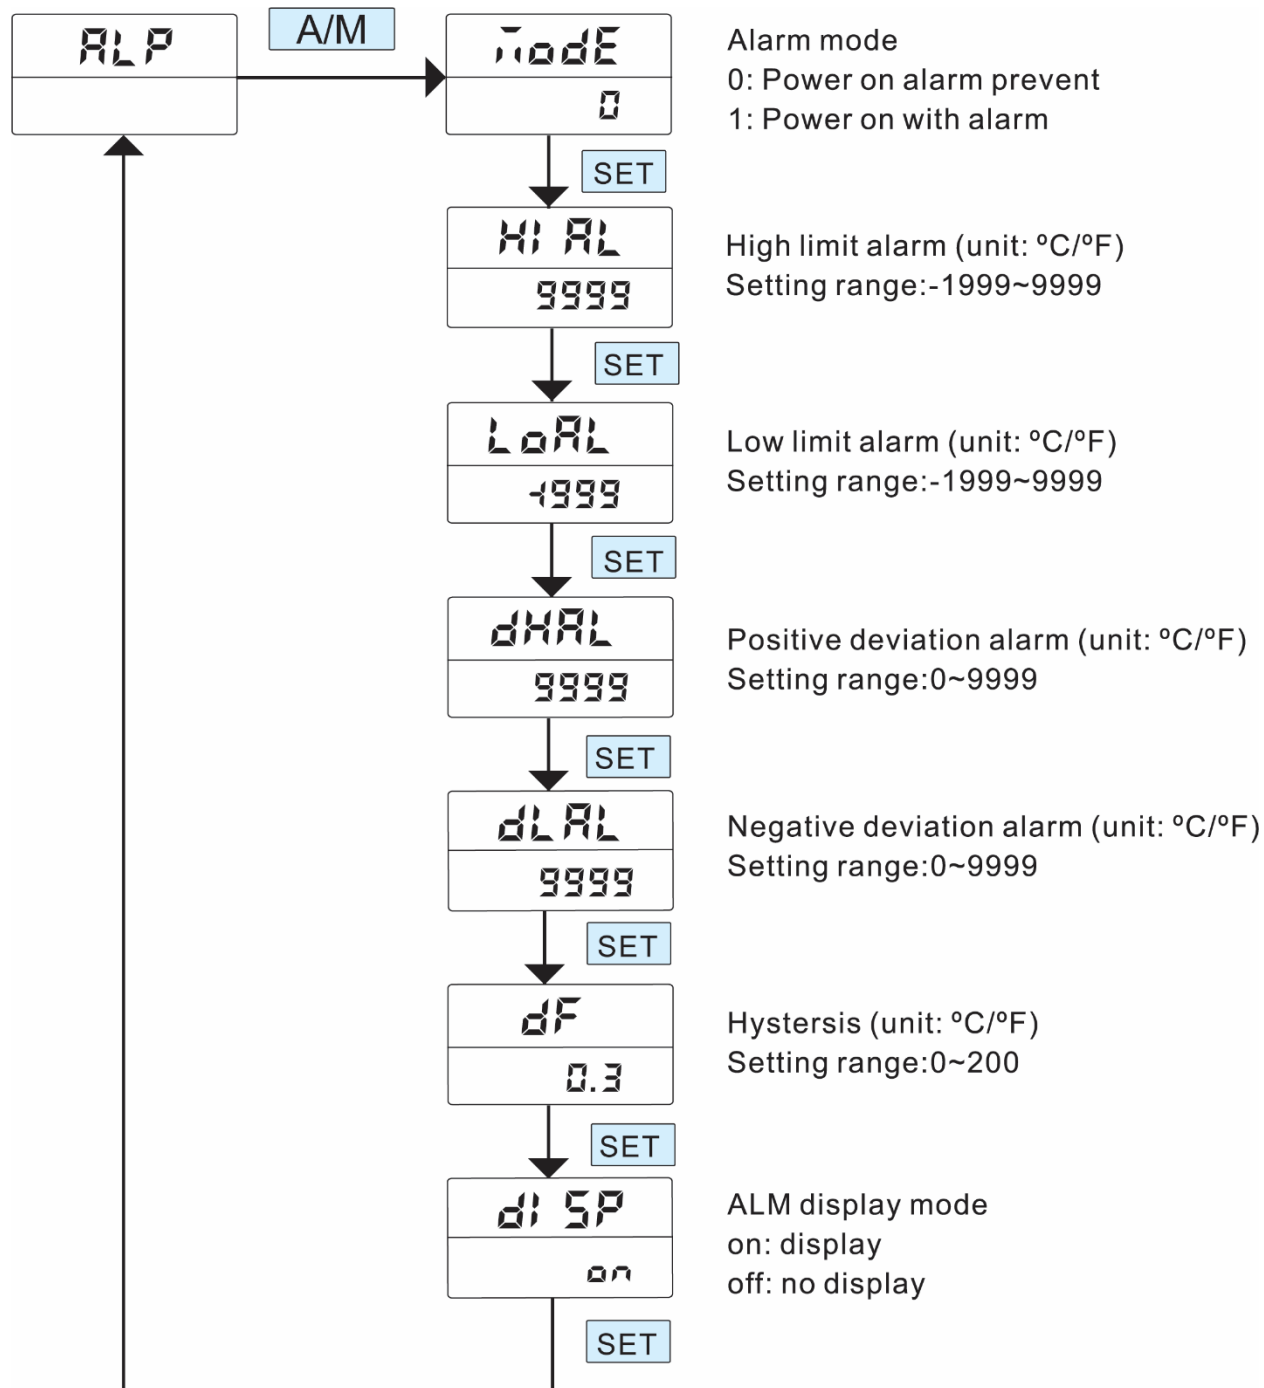 ALP
A/M
modE
0
Alarm mode
0: Power on alarm prevent
1: Power on with alarm
SET
HI AL
9999
High limit alarm (unit: ºC/ºF)
Setting range:-1999~9999
SET
LoAL
-1999
Low limit alarm (unit: ºC/ºF)
Setting range:-1999~9999
SET
dHAL
9999
Positive deviation alarm (unit: ºC/ºF)
Setting range:0~9999
SET
dLAL
9999
Negative deviation alarm (unit: ºC/ºF)
Setting range:0~9999
SET
dF
0.3
Hystersis (unit: ºC/ºF)
Setting range:0~200
SET
dI SP
on
ALM display mode
on: display
off: no display
SET